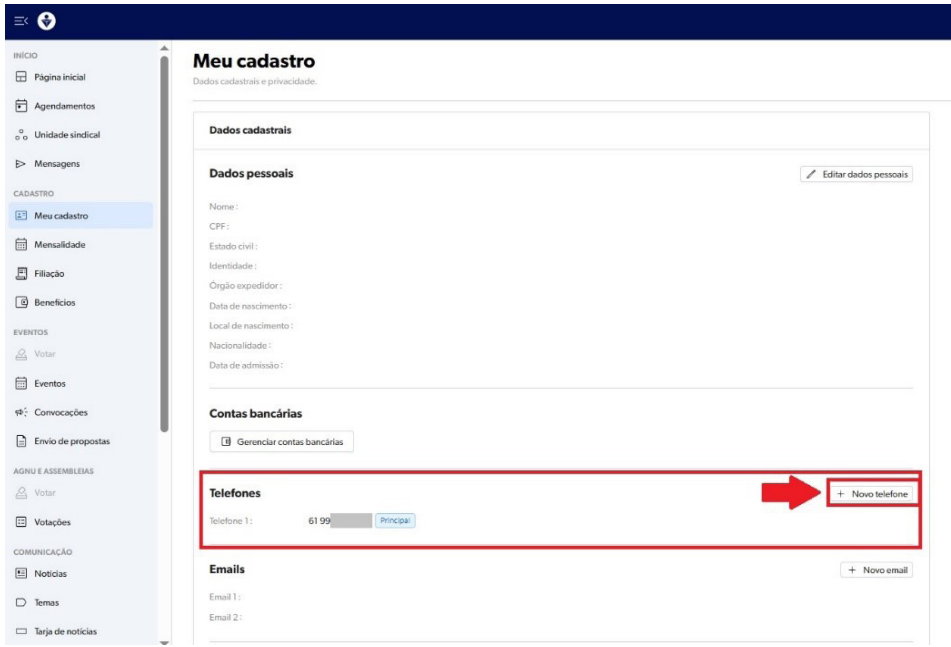 INÍCIO
Página inicial
Agendamentos
Unidade sindical
Mensagens
CADASTRO
Meu cadastro
Mensalidade
Filiação
Benefícios
EVENTOS
Votar
Eventos
Convocações
Envio de propostas
AGNU E ASSEMBLEIAS
Votar
Votações
COMUNICAÇÃO
Notícias
Temas
Tarja de notícias
Meu cadastro
Dados cadastrais e privacidade.
Dados cadastrais
Dados pessoais
Editar dados pessoais
Nome :
CPF :
Estado civil :
Identidade :
Órgão expedidor :
Data de nascimento :
Local de nascimento :
Nacionalidade :
Data de admissão :
Contas bancárias
Gerenciar contas bancárias
Telefones
+ Novo telefone
Telefone 1 : 61 99 Principal
Emails
+ Novo email
Email 1 :
Email 2 :